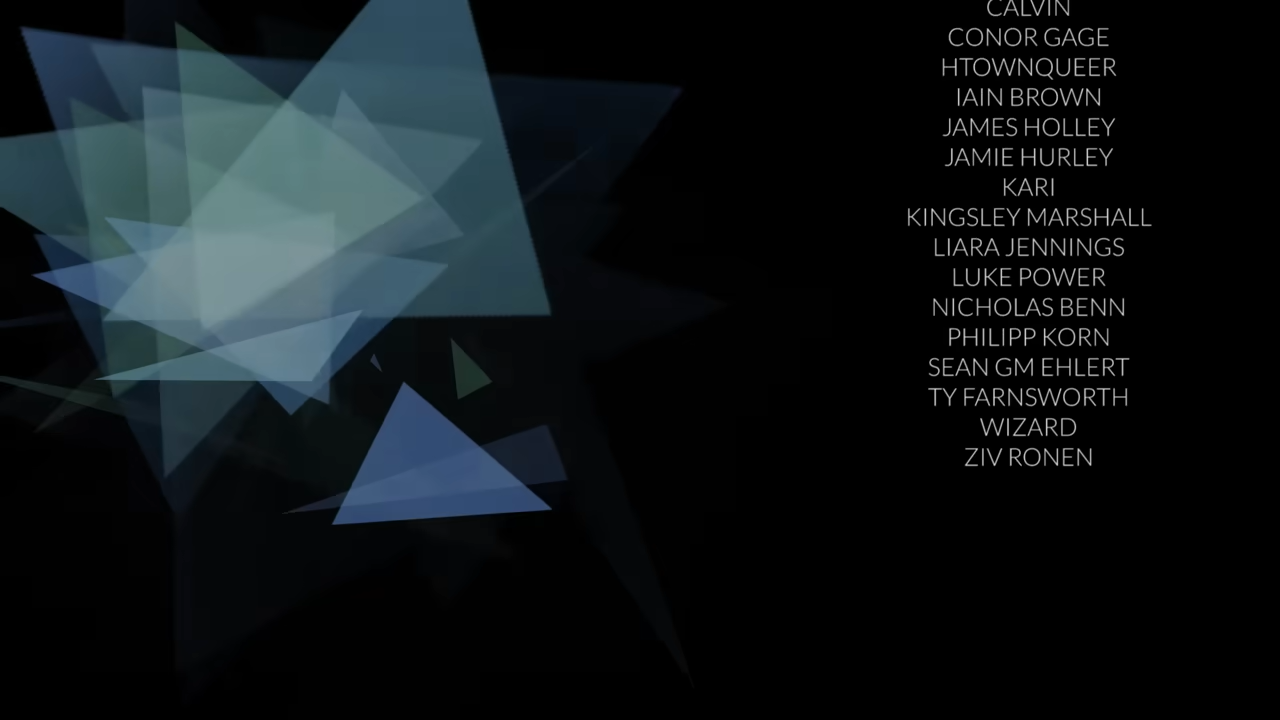 CALVIN
CONOR GAGE
HTOWNQUEER
IAIN BROWN
JAMES HOLLEY
JAMIE HURLEY
KARI
KINGSLEY MARSHALL
LIARA JENNINGS
LUKE POWER
NICHOLAS BENN
PHILIPP KORN
SEAN GM EHLERT
TY FARNSWORTH
WIZARD
ZIV RONEN